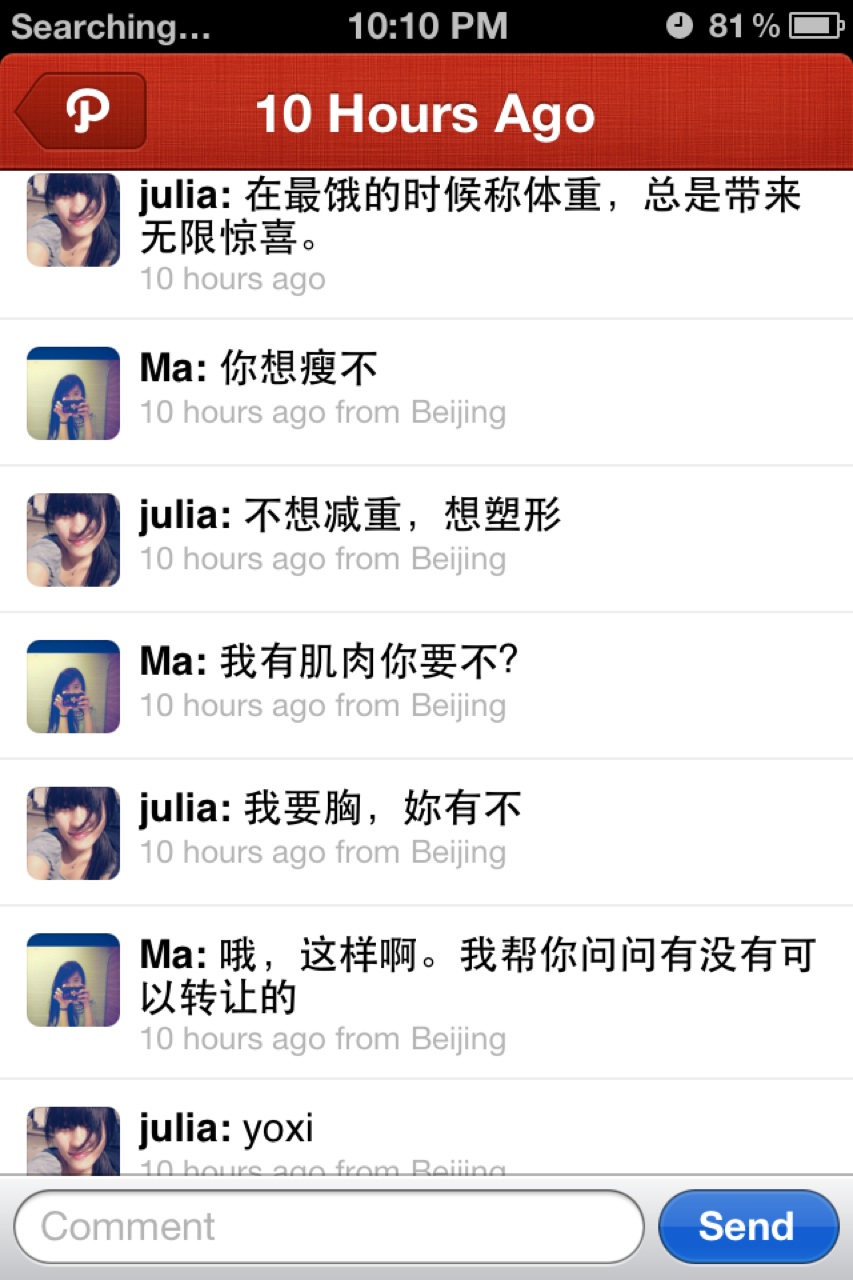 Searching...
10:10 PM
81 %
10 Hours Ago
julia: 在最饿的时候称体重，总是带来
无限惊喜。
10 hours ago
Ma: 你想瘦不
10 hours ago from Beijing
julia: 不想减重，想塑形
10 hours ago from Beijing
Ma: 我有肌肉你要不?
10 hours ago from Beijing
julia: 我要胸，妳有不
10 hours ago from Beijing
Ma: 哦，这样啊。我帮你问问有没有可
以转让的
10 hours ago from Beijing
julia: yoxi
10 hours ago from Beijing
Comment
Send